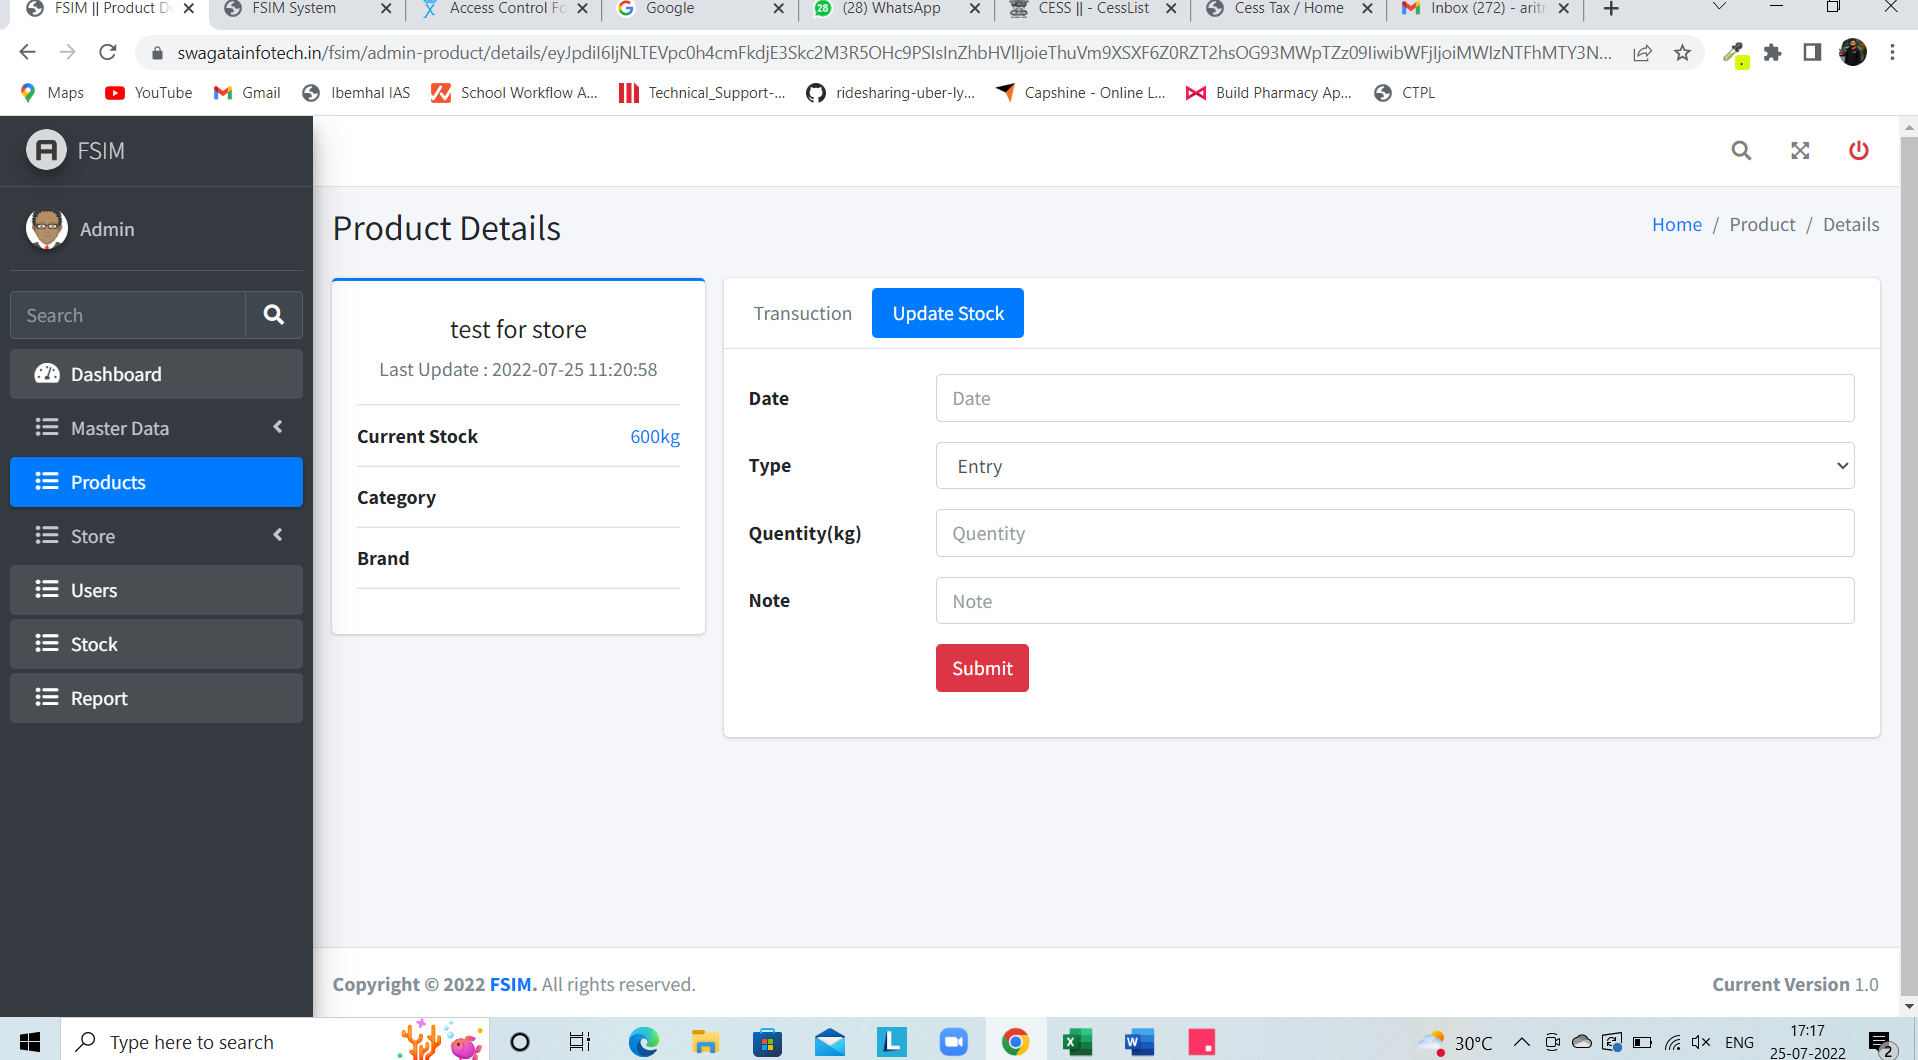 FSIM || Product D
FSIM System
Access Control Fo
Google
(28) WhatsApp
CESS || - CessList
Cess Tax / Home
Inbox (272) - aritr
swagatainfotech.in/fsim/admin-product/details/
Maps
YouTube
Gmail
Ibemhal IAS
School Workflow A...
Technical_Support-...
ridesharing-uber-ly...
Capshine - Online L...
Build Pharmacy Ap...
CTPL
FSIM
Admin
Search
Dashboard
Master Data
Products
Store
Users
Stock
Report
Product Details
Home / Product / Details
test for store
Last Update : 2022-07-25 11:20:58
Current Stock 600kg
Category
Brand
Transuction
Update Stock
Date Date
Type Entry
Quentity(kg) Quentity
Note Note
Submit
Copyright © 2022 FSIM. All rights reserved.
Current Version 1.0
Type here to search
30°C
ENG
17:17
25-07-2022
2